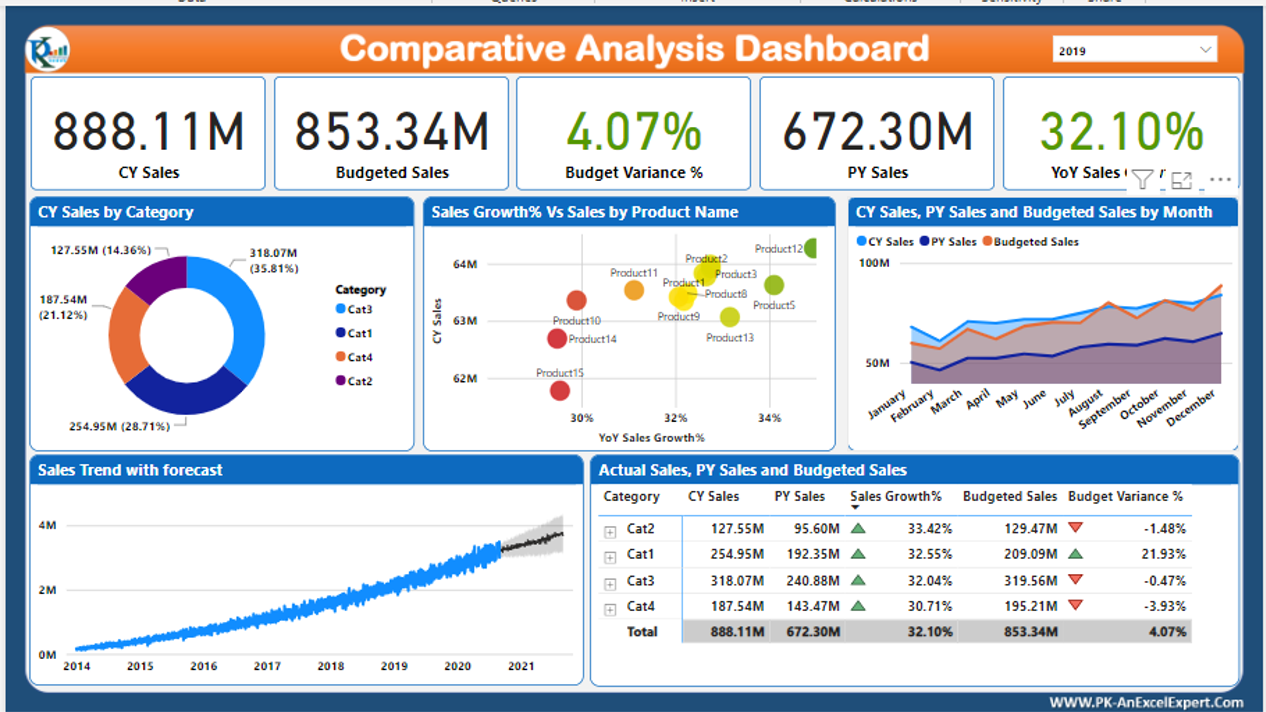 Comparative Analysis Dashboard
2019
888.11M
CY Sales
853.34M
Budgeted Sales
4.07%
Budget Variance %
672.30M
PY Sales
32.10%
YoY Sales
CY Sales by Category
127.55M (14.36%)
318.07M
(35.81%)
187.54M
(21.12%)
254.95M (28.71%)
Category
Cat3
Cat1
Cat4
Cat2
Sales Growth% Vs Sales by Product Name
CY Sales
64M
63M
62M
Product12
Product2
Product3
Product11
Product1
Product8
Product5
Product9
Product10
Product13
Product14
Product15
30%
32%
34%
YoY Sales Growth%
CY Sales, PY Sales and Budgeted Sales by Month
CY Sales PY Sales Budgeted Sales
100M
50M
January
February
March
April
May
June
July
August
September
October
November
December
Sales Trend with forecast
4M
2M
0M
2014 2015 2016 2017 2018 2019 2020 2021
Actual Sales, PY Sales and Budgeted Sales
Category CY Sales PY Sales Sales Growth% Budgeted Sales Budget Variance %
Cat2 127.55M 95.60M 33.42% 129.47M -1.48%
Cat1 254.95M 192.35M 32.55% 209.09M 21.93%
Cat3 318.07M 240.88M 32.04% 319.56M -0.47%
Cat4 187.54M 143.47M 30.71% 195.21M -3.93%
Total 888.11M 672.30M 32.10% 853.34M 4.07%
WWW.PK-AnExcelExpert.Com